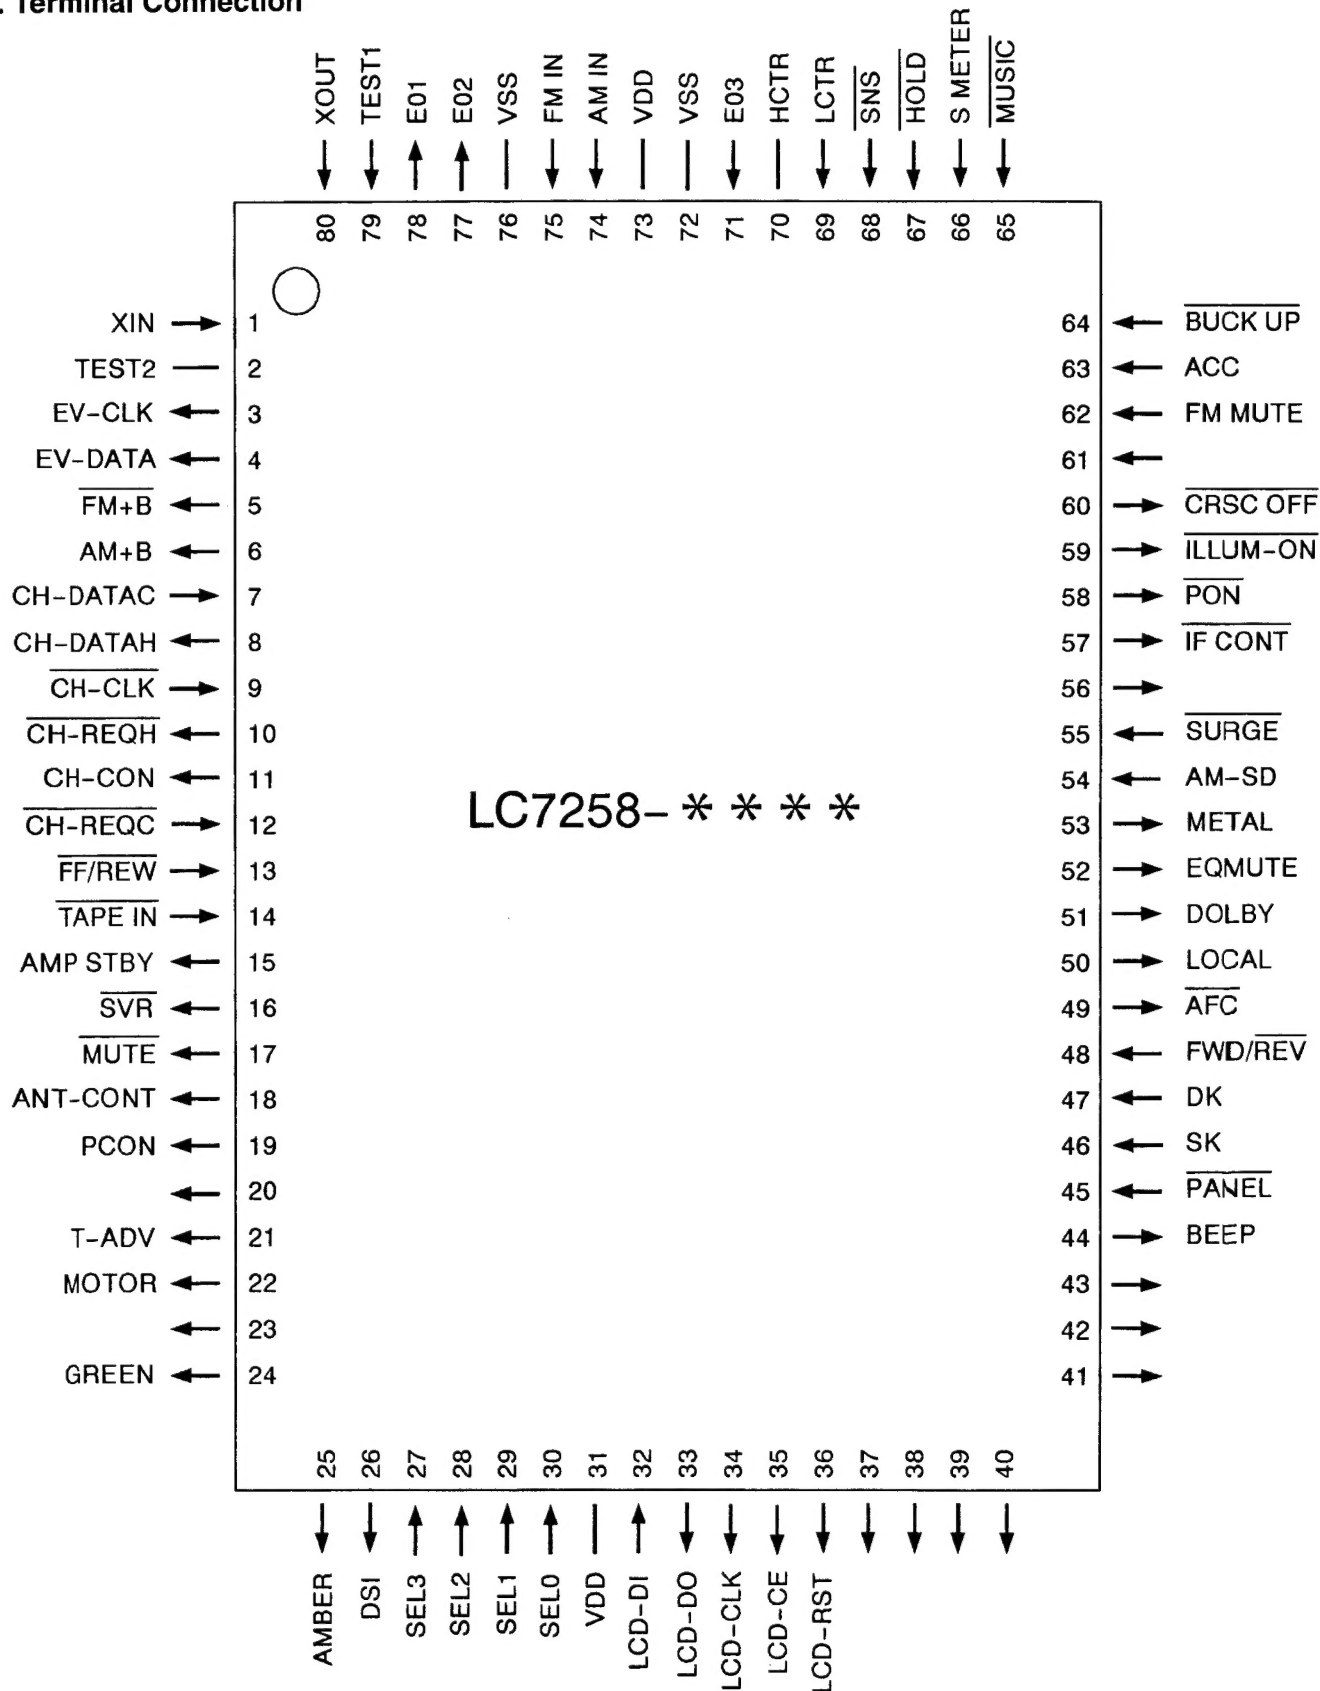 . Terminal Connection
XOUT TEST1 E01 E02 VSS FM IN AM IN VDD VSS E03 HCTR LCTR SNS HOLD S METER MUSIC
80 79 78 77 76 75 74 73 72 71 70 69 68 67 66 65
XIN 1 64 BUCK UP
TEST2 2 63 ACC
EV-CLK 3 62 FM MUTE
EV-DATA 4 61
FM+B 5 60 CRSC OFF
AM+B 6 59 ILLUM-ON
CH-DATAC 7 58 PON
CH-DATAH 8 57 IF CONT
CH-CLK 9 56
CH-REQH 10 55 SURGE
CH-CON 11 54 AM-SD
LC7258-****
CH-REQC 12 53 METAL
FF/REW 13 52 EQMUTE
TAPE IN 14 51 DOLBY
AMP STBY 15 50 LOCAL
SVR 16 49 AFC
MUTE 17 48 FWD/REV
ANT-CONT 18 47 DK
PCON 19 46 SK
20 45 PANEL
T-ADV 21 44 BEEP
MOTOR 22 43
23 42
GREEN 24 41
25 26 27 28 29 30 31 32 33 34 35 36 37 38 39 40
AMBER DSI SEL3 SEL2 SEL1 SEL0 VDD LCD-DI LCD-DO LCD-CLK LCD-CE LCD-RST